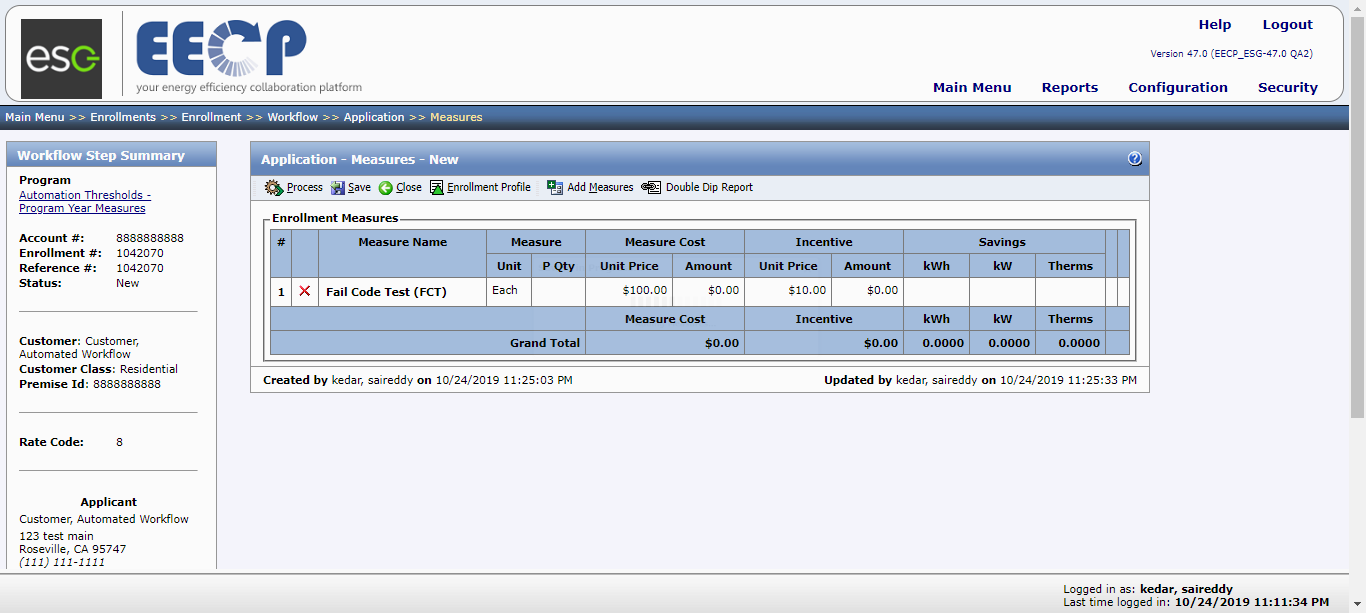 esg
EECP
your energy efficiency collaboration platform
Help Logout
Version 47.0 (EECP_ESG-47.0 QA2)
Main Menu Reports Configuration Security
Main Menu >> Enrollments >> Enrollment >> Workflow >> Application >> Measures
Workflow Step Summary
Program
Automation Thresholds -
Program Year Measures
Account #: 8888888888
Enrollment #: 1042070
Reference #: 1042070
Status: New
Customer: Customer,
Automated Workflow
Customer Class: Residential
Premise Id: 8888888888
Rate Code: 8
Applicant
Customer, Automated Workflow
123 test main
Roseville, CA 95747
(111) 111-1111
Application - Measures - New
Process Save Close Enrollment Profile Add Measures Double Dip Report
Enrollment Measures
# Measure Name Measure Measure Cost Incentive Savings
Unit P Qty Unit Price Amount Unit Price Amount kWh kW Therms
1 Fail Code Test (FCT) Each $100.00 $0.00 $10.00 $0.00
Measure Cost Incentive kWh kW Therms
Grand Total $0.00 $0.00 0.0000 0.0000 0.0000
Created by kedar, saireddy on 10/24/2019 11:25:03 PM Updated by kedar, saireddy on 10/24/2019 11:25:33 PM
Logged in as: kedar, saireddy
Last time logged in: 10/24/2019 11:11:34 PM